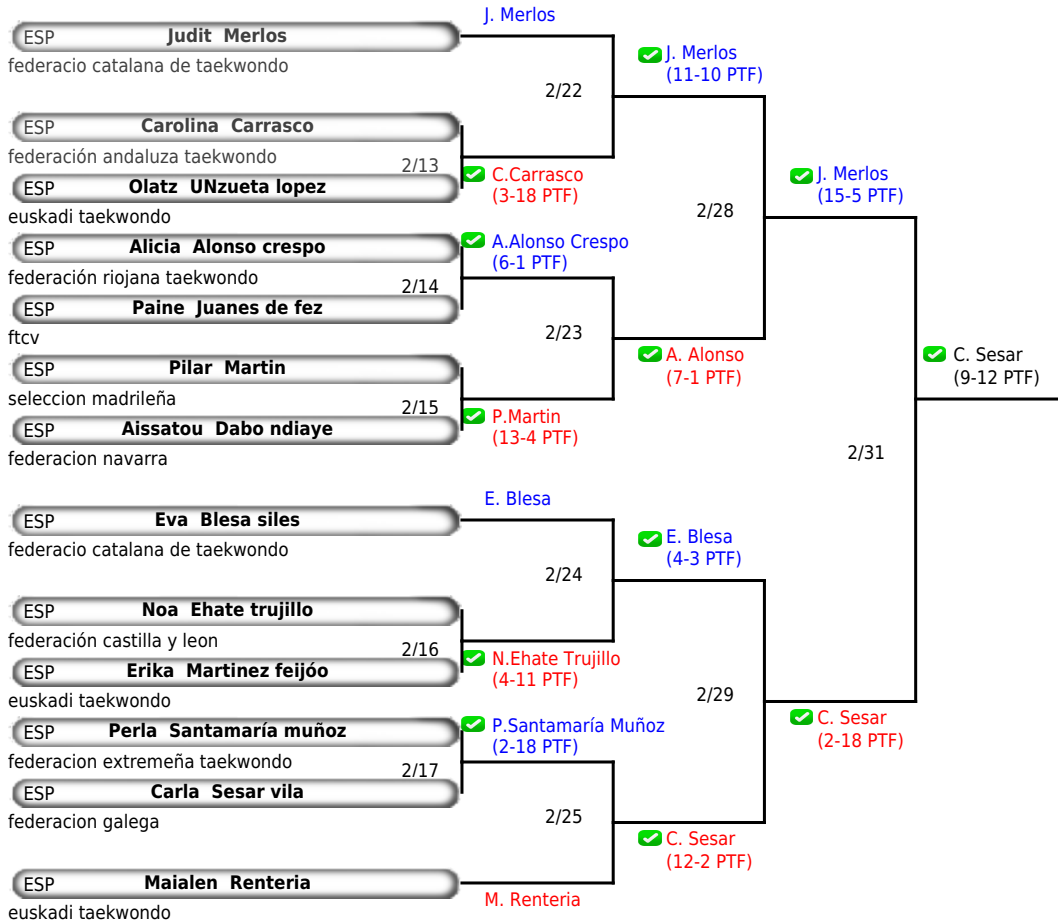 J. Merlos
ESP Judit Merlos
federacio catalana de taekwondo
J. Merlos
(11-10 PTF)
2/22
ESP Carolina Carrasco
federación andaluza taekwondo
2/13
C.Carrasco
(3-18 PTF)
ESP Olatz UNzueta lopez
euskadi taekwondo
J. Merlos
(15-5 PTF)
2/28
ESP Alicia Alonso crespo
federación riojana taekwondo
A.Alonso Crespo
(6-1 PTF)
2/14
ESP Paine Juanes de fez
ftcv
2/23
A. Alonso
(7-1 PTF)
ESP Pilar Martin
seleccion madrileña
2/15
P.Martin
(13-4 PTF)
ESP Aissatou Dabo ndiaye
federacion navarra
C. Sesar
(9-12 PTF)
2/31
E. Blesa
ESP Eva Blesa siles
federacio catalana de taekwondo
E. Blesa
(4-3 PTF)
2/24
ESP Noa Ehate trujillo
federación castilla y leon
2/16
N.Ehate Trujillo
(4-11 PTF)
ESP Erika Martinez feijóo
euskadi taekwondo
2/29
C. Sesar
(2-18 PTF)
ESP Perla Santamaría muñoz
federacion extremeña taekwondo
P.Santamaría Muñoz
(2-18 PTF)
2/17
ESP Carla Sesar vila
federacion galega
2/25
C. Sesar
(12-2 PTF)
ESP Maialen Renteria
euskadi taekwondo
M. Renteria